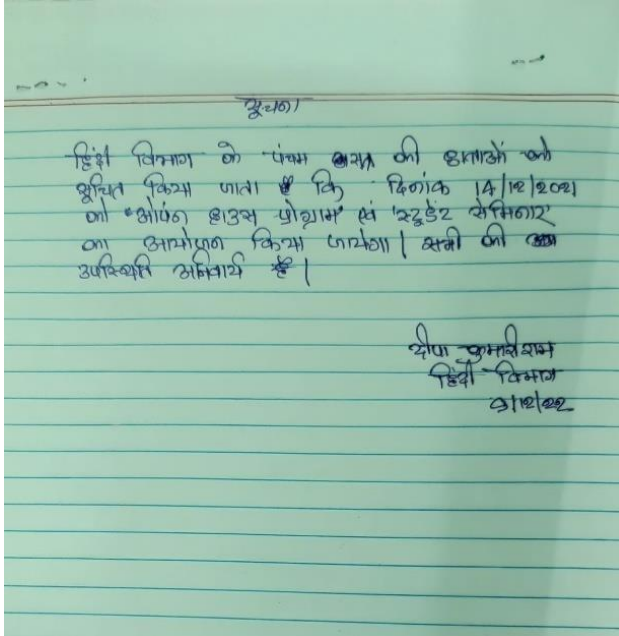 सूचना
हिंदी विभाग के पंचम सत्र की छात्राओं को
सूचित किया जाता है कि दिनांक 14/12/2021
को "ओपेन हाउस प्रोग्राम" एवं 'स्टूडेंट सेमिनार'
का आयोजन किया जायेगा | सभी की
उपस्थिति अनिवार्य है |
दीपा कुमारी राम
हिंदी विभाग
9/12/22